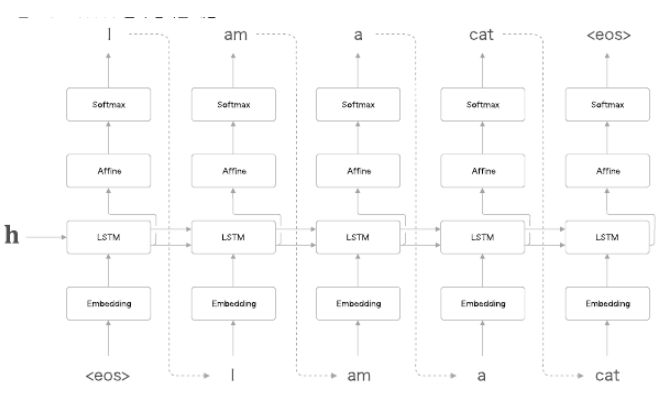 I am a cat <eos>
Softmax Softmax Softmax Softmax Softmax
Affine Affine Affine Affine Affine
h LSTM LSTM LSTM LSTM LSTM
Embedding Embedding Embedding Embedding Embedding
<eos> I am a cat